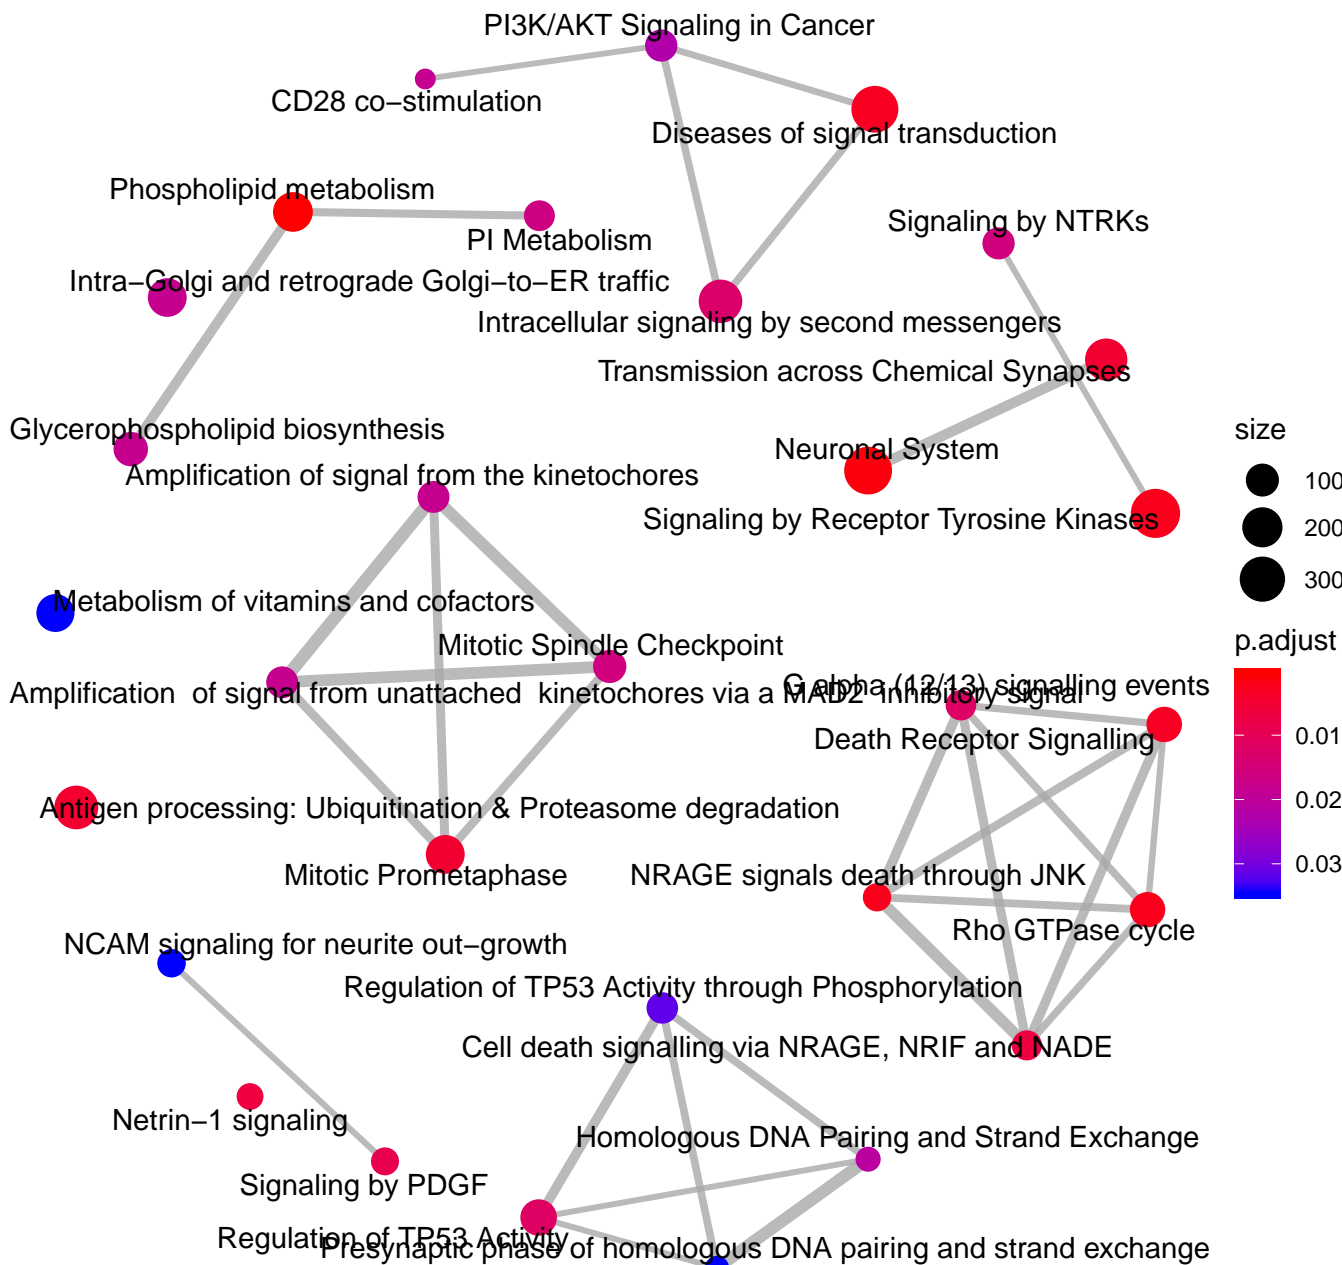 PI3K/AKT Signaling in Cancer
CD28 co−stimulation
Diseases of signal transduction
Phospholipid metabolism
PI Metabolism
Signaling by NTRKs
Intra−Golgi and retrograde Golgi−to−ER traffic
Intracellular signaling by second messengers
Transmission across Chemical Synapses
Glycerophospholipid biosynthesis
Neuronal System
Amplification of signal from the kinetochores
Signaling by Receptor Tyrosine Kinases
size
100
200
300
Metabolism of vitamins and cofactors
Mitotic Spindle Checkpoint
p.adjust
0.01
0.02
0.03
G alpha (12/13) signalling events
Amplification  of signal from unattached  kinetochores via a MAD2  inhibitory signal
Death Receptor Signalling
Antigen processing: Ubiquitination & Proteasome degradation
Mitotic Prometaphase
NRAGE signals death through JNK
Rho GTPase cycle
NCAM signaling for neurite out−growth
Regulation of TP53 Activity through Phosphorylation
Cell death signalling via NRAGE, NRIF and NADE
Netrin−1 signaling
Homologous DNA Pairing and Strand Exchange
Signaling by PDGF
Regulation of TP53 Activity
Presynaptic phase of homologous DNA pairing and strand exchange